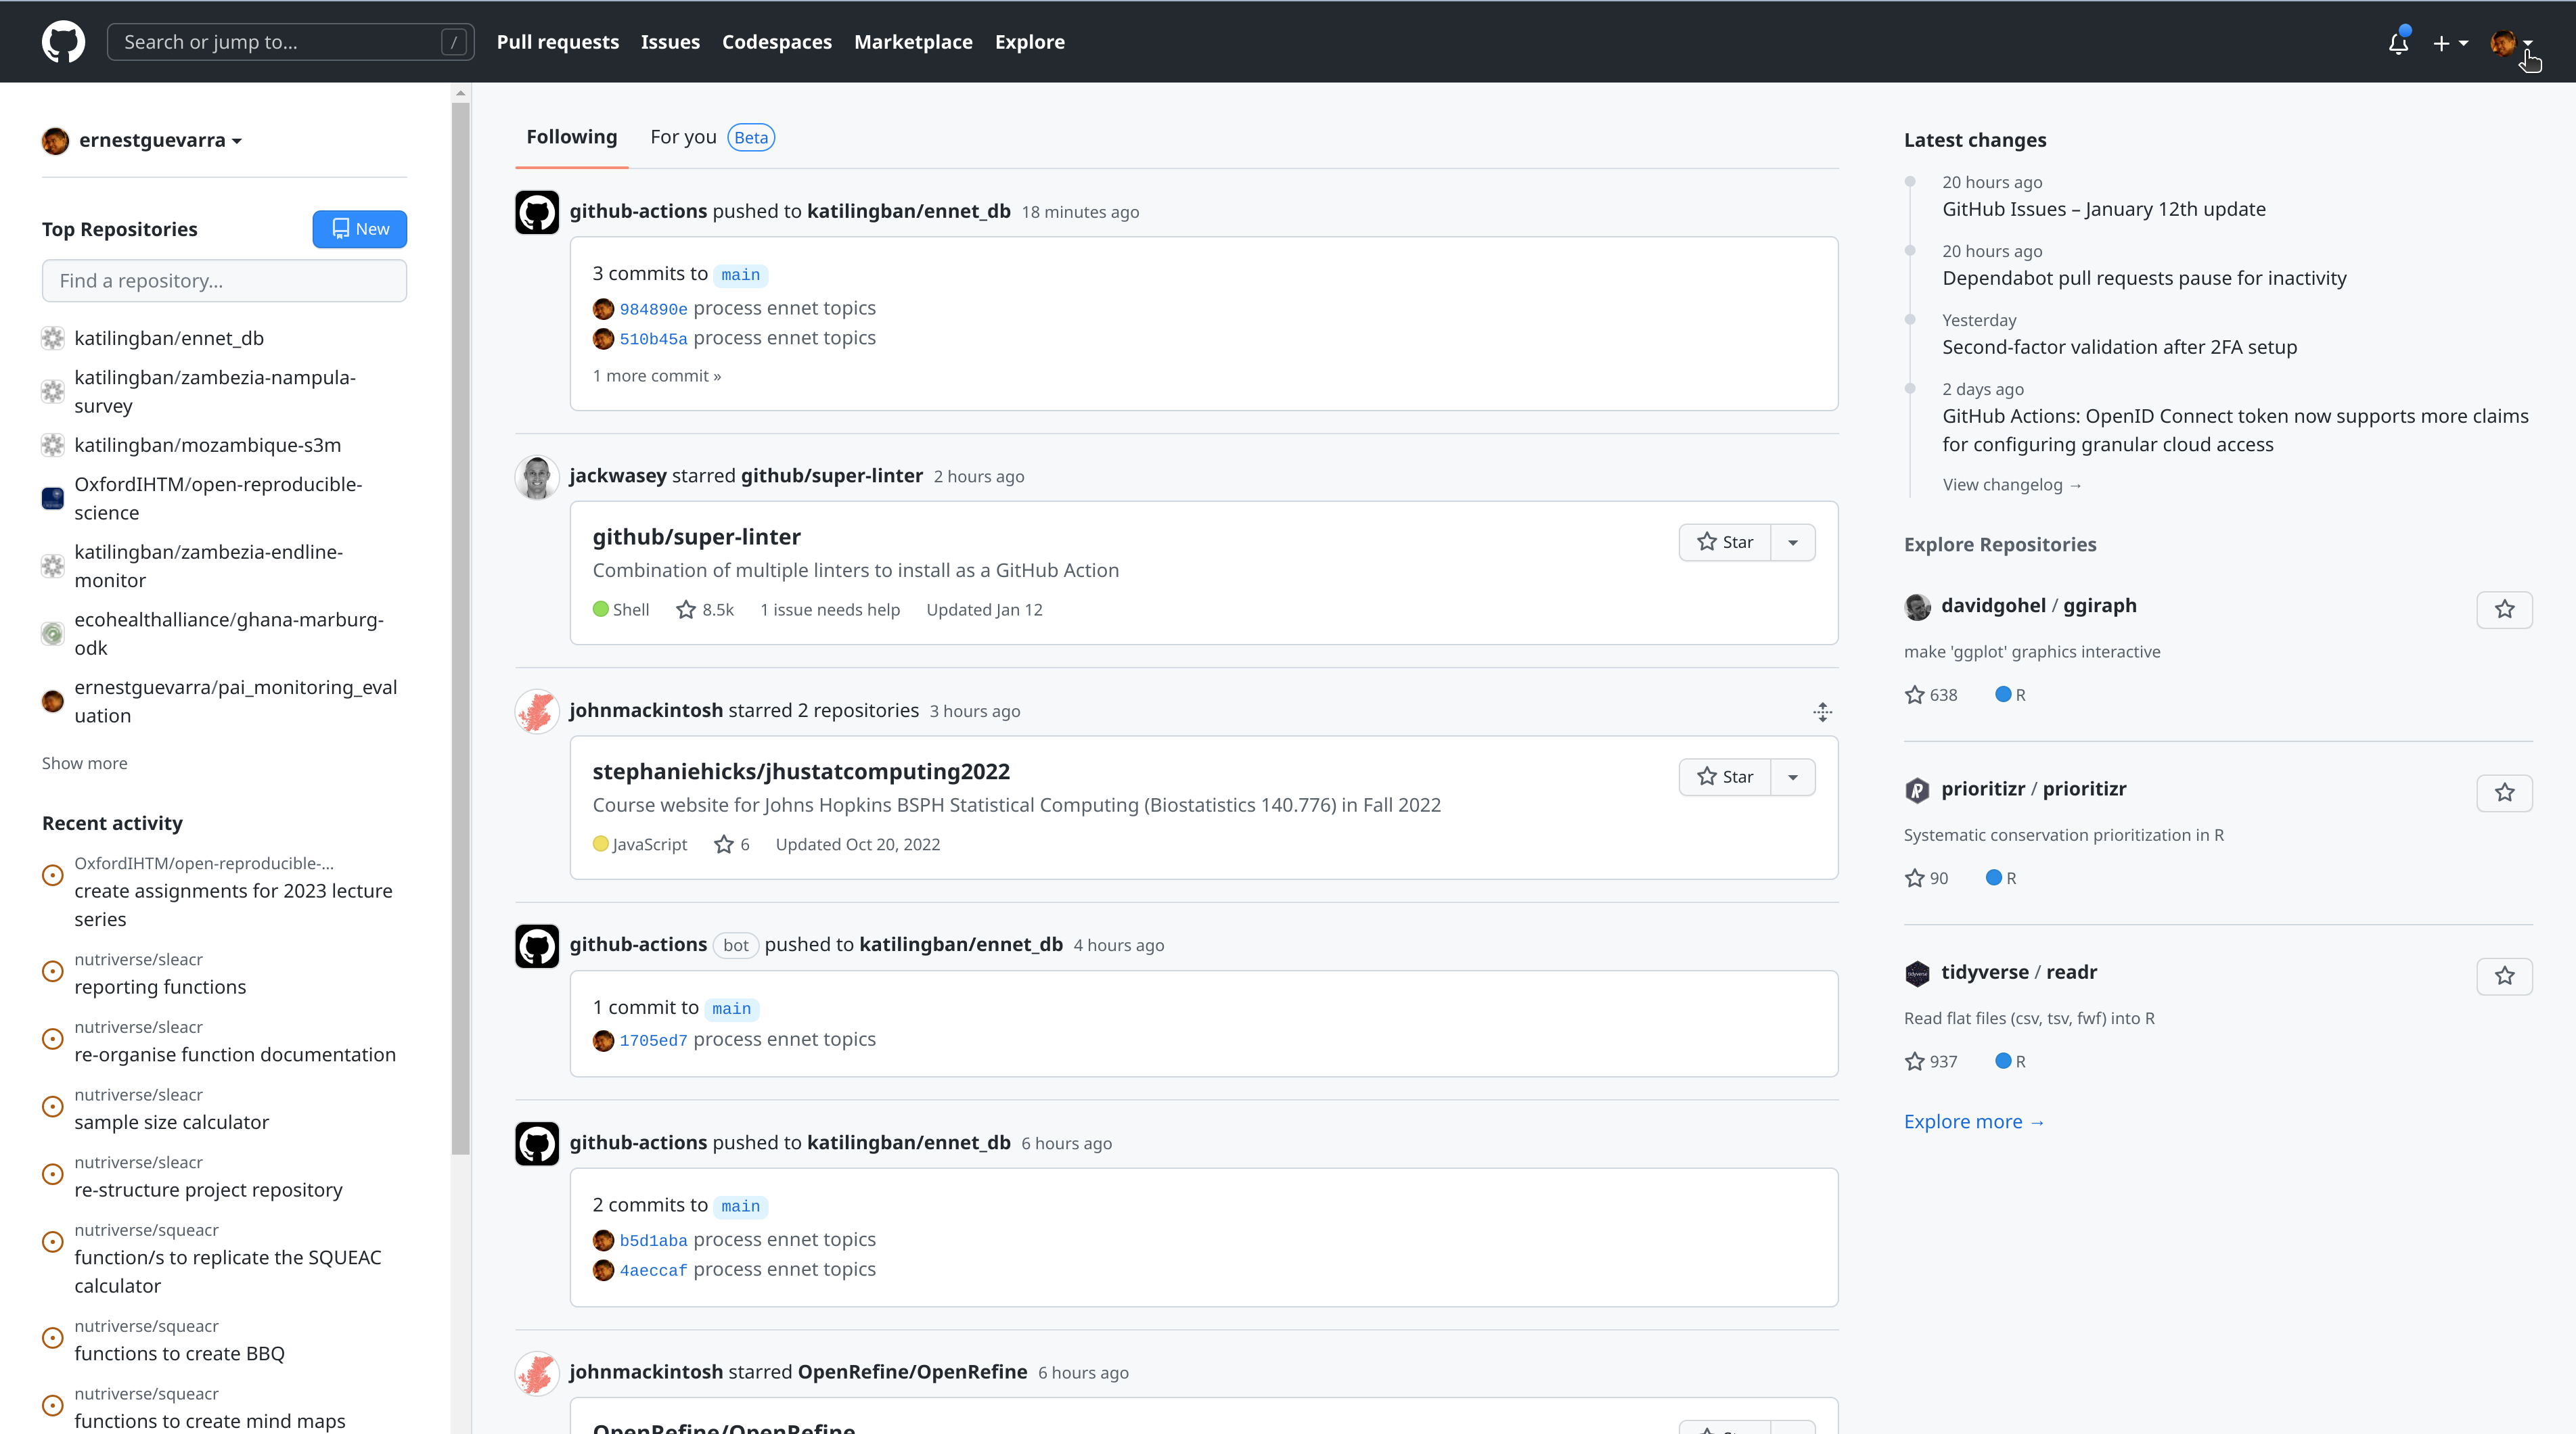 Search or jump to... /
Pull requests Issues Codespaces Marketplace Explore
ernestguevarra
Top Repositories New
Find a repository...
katilingban/ennet_db
katilingban/zambezia-nampula-
survey
katilingban/mozambique-s3m
OxfordIHTM/open-reproducible-
science
katilingban/zambezia-endline-
monitor
ecohealthalliance/ghana-marburg-
odk
ernestguevarra/pai_monitoring_eval
uation
Show more
Recent activity
OxfordIHTM/open-reproducible-...
create assignments for 2023 lecture
series
nutriverse/sleacr
reporting functions
nutriverse/sleacr
re-organise function documentation
nutriverse/sleacr
sample size calculator
nutriverse/sleacr
re-structure project repository
nutriverse/squeacr
function/s to replicate the SQUEAC
calculator
nutriverse/squeacr
functions to create BBQ
nutriverse/squeacr
functions to create mind maps
Following For you Beta
github-actions pushed to katilingban/ennet_db 18 minutes ago
3 commits to main
984890e process ennet topics
510b45a process ennet topics
1 more commit »
jackwasey starred github/super-linter 2 hours ago
github/super-linter Star
Combination of multiple linters to install as a GitHub Action
Shell 8.5k 1 issue needs help Updated Jan 12
johnmackintosh starred 2 repositories 3 hours ago
stephaniehicks/jhustatcomputing2022 Star
Course website for Johns Hopkins BSPH Statistical Computing (Biostatistics 140.776) in Fall 2022
JavaScript 6 Updated Oct 20, 2022
github-actions bot pushed to katilingban/ennet_db 4 hours ago
1 commit to main
1705ed7 process ennet topics
github-actions pushed to katilingban/ennet_db 6 hours ago
2 commits to main
b5d1aba process ennet topics
4aeccaf process ennet topics
johnmackintosh starred OpenRefine/OpenRefine 6 hours ago
OpenRefine/OpenRefine
Latest changes
20 hours ago
GitHub Issues – January 12th update
20 hours ago
Dependabot pull requests pause for inactivity
Yesterday
Second-factor validation after 2FA setup
2 days ago
GitHub Actions: OpenID Connect token now supports more claims
for configuring granular cloud access
View changelog →
Explore Repositories
davidgohel / ggiraph
make 'ggplot' graphics interactive
638 R
prioritizr / prioritizr
Systematic conservation prioritization in R
90 R
tidyverse / readr
Read flat files (csv, tsv, fwf) into R
937 R
Explore more →